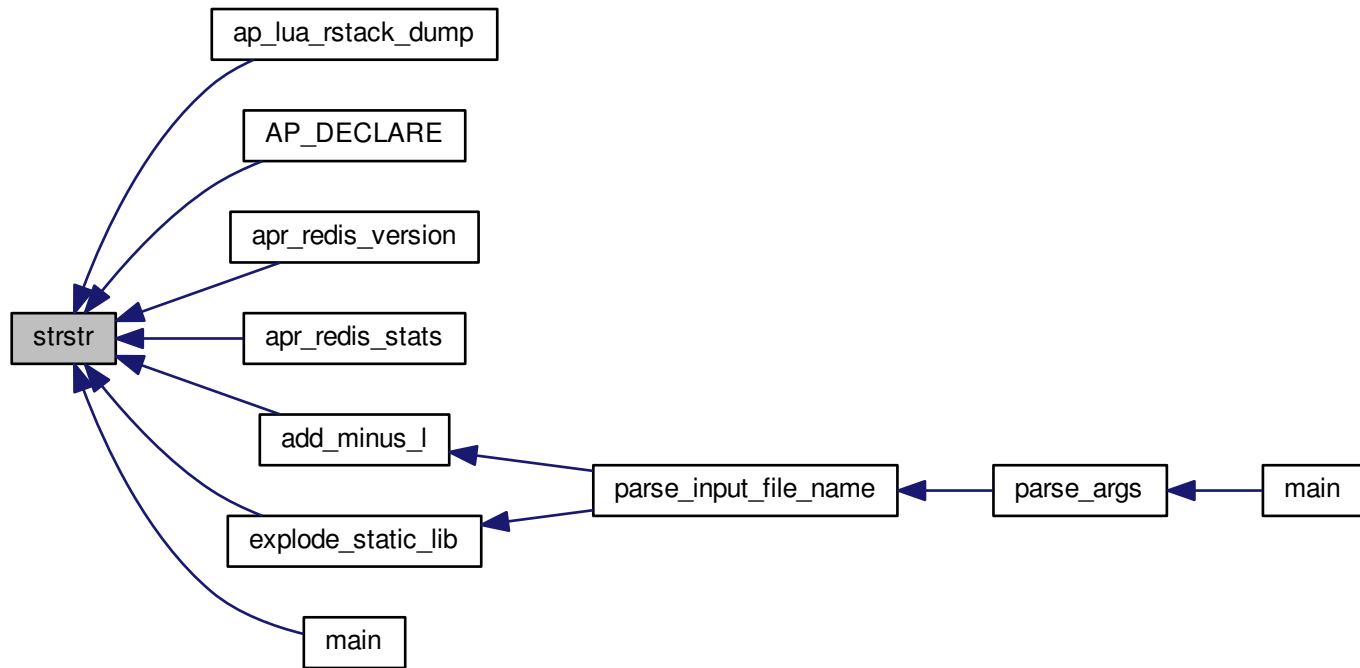 ap_lua_rstack_dump
AP_DECLARE
apr_redis_version
strstr
apr_redis_stats
add_minus_l
parse_input_file_name
parse_args
main
explode_static_lib
main